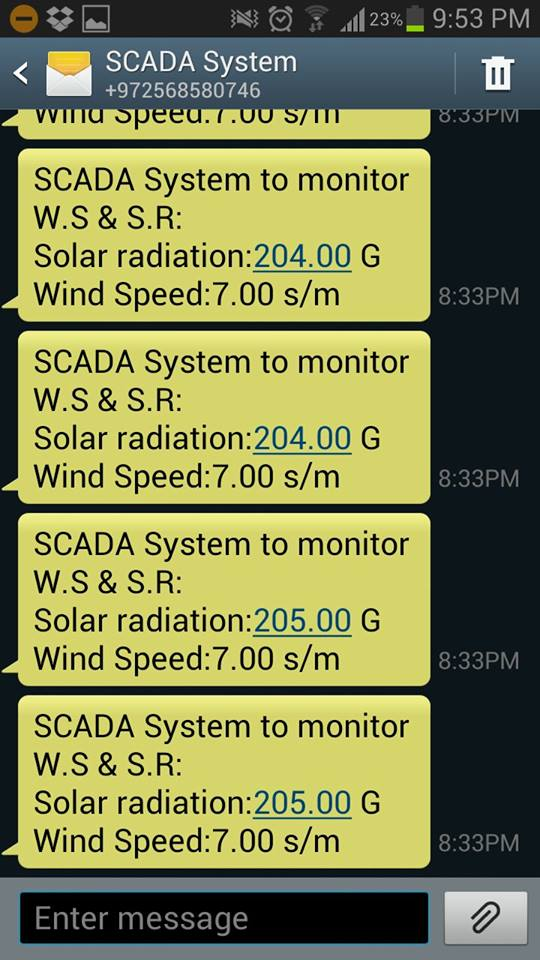 23% 9:53 PM
SCADA System
+972568580746
Wind Speed:7.00 s/m 8:33PM
SCADA System to monitor
W.S & S.R:
Solar radiation:204.00 G
Wind Speed:7.00 s/m 8:33PM
SCADA System to monitor
W.S & S.R:
Solar radiation:204.00 G
Wind Speed:7.00 s/m 8:33PM
SCADA System to monitor
W.S & S.R:
Solar radiation:205.00 G
Wind Speed:7.00 s/m 8:33PM
SCADA System to monitor
W.S & S.R:
Solar radiation:205.00 G
Wind Speed:7.00 s/m 8:33PM
Enter message